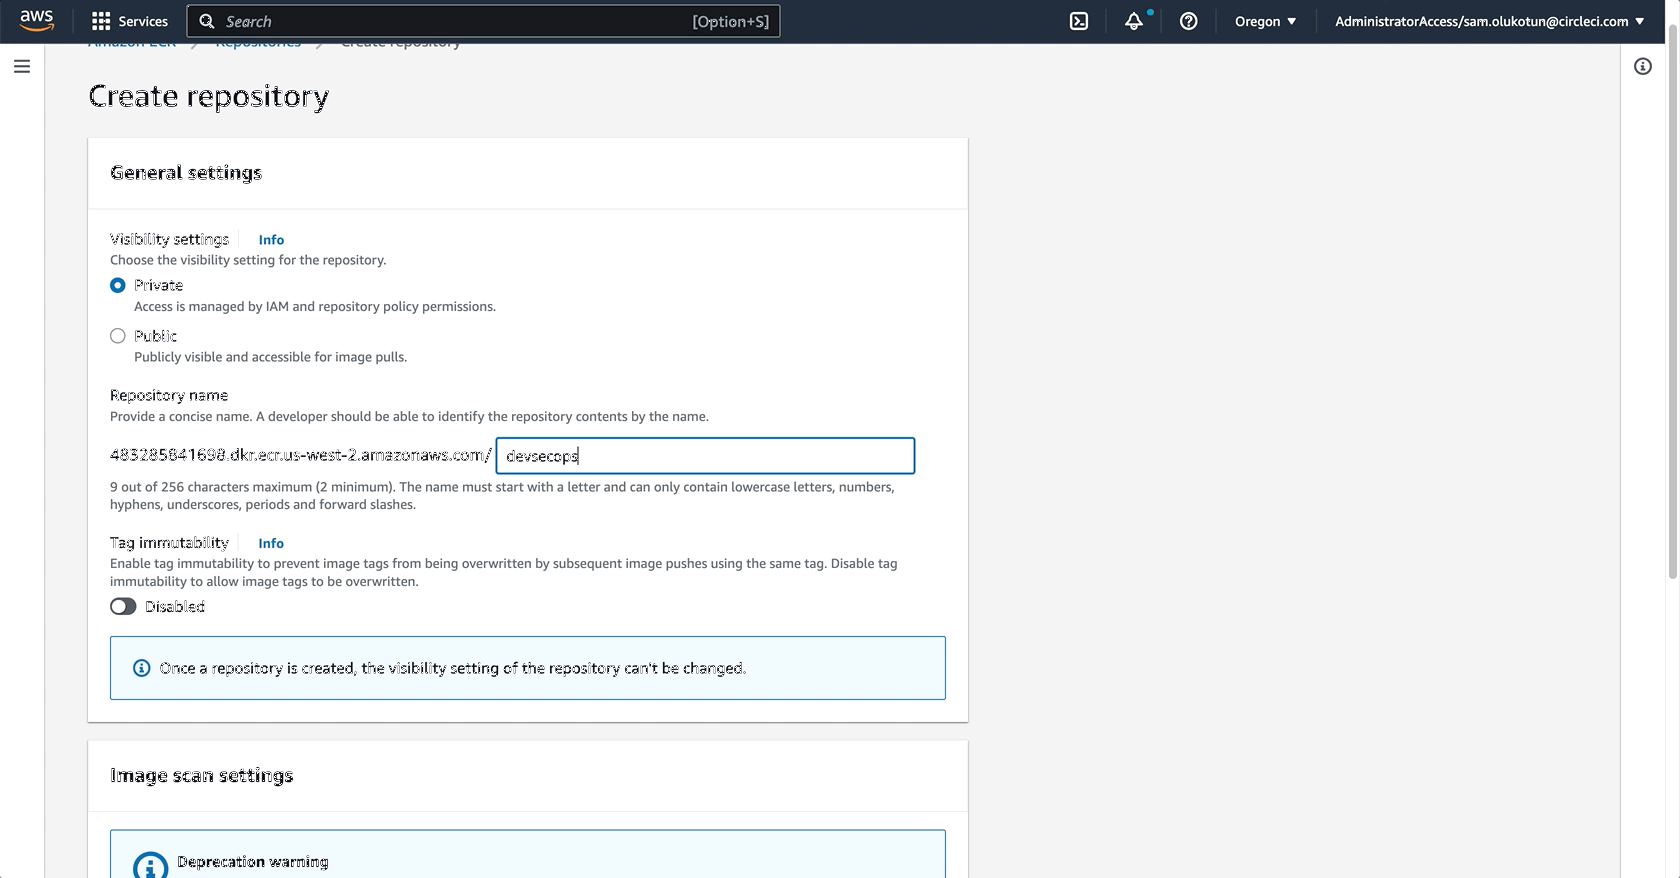 aws
Services
Search [Option+S]
Oregon
AdministratorAccess/sam.olukotun@circleci.com
Amazon ECR
Repositories
Create repository
Create repository
General settings
Visibility settings
Info
Choose the visibility setting for the repository.
Private
Access is managed by IAM and repository policy permissions.
Public
Publicly visible and accessible for image pulls.
Repository name
Provide a concise name. A developer should be able to identify the repository contents by the name.
483285841698.dkr.ecr.us-west-2.amazonaws.com/ devsecops
9 out of 256 characters maximum (2 minimum). The name must start with a letter and can only contain lowercase letters, numbers,
hyphens, underscores, periods and forward slashes.
Tag immutability
Info
Enable tag immutability to prevent image tags from being overwritten by subsequent image pushes using the same tag. Disable tag
immutability to allow image tags to be overwritten.
Disabled
Once a repository is created, the visibility setting of the repository can't be changed.
Image scan settings
Deprecation warning